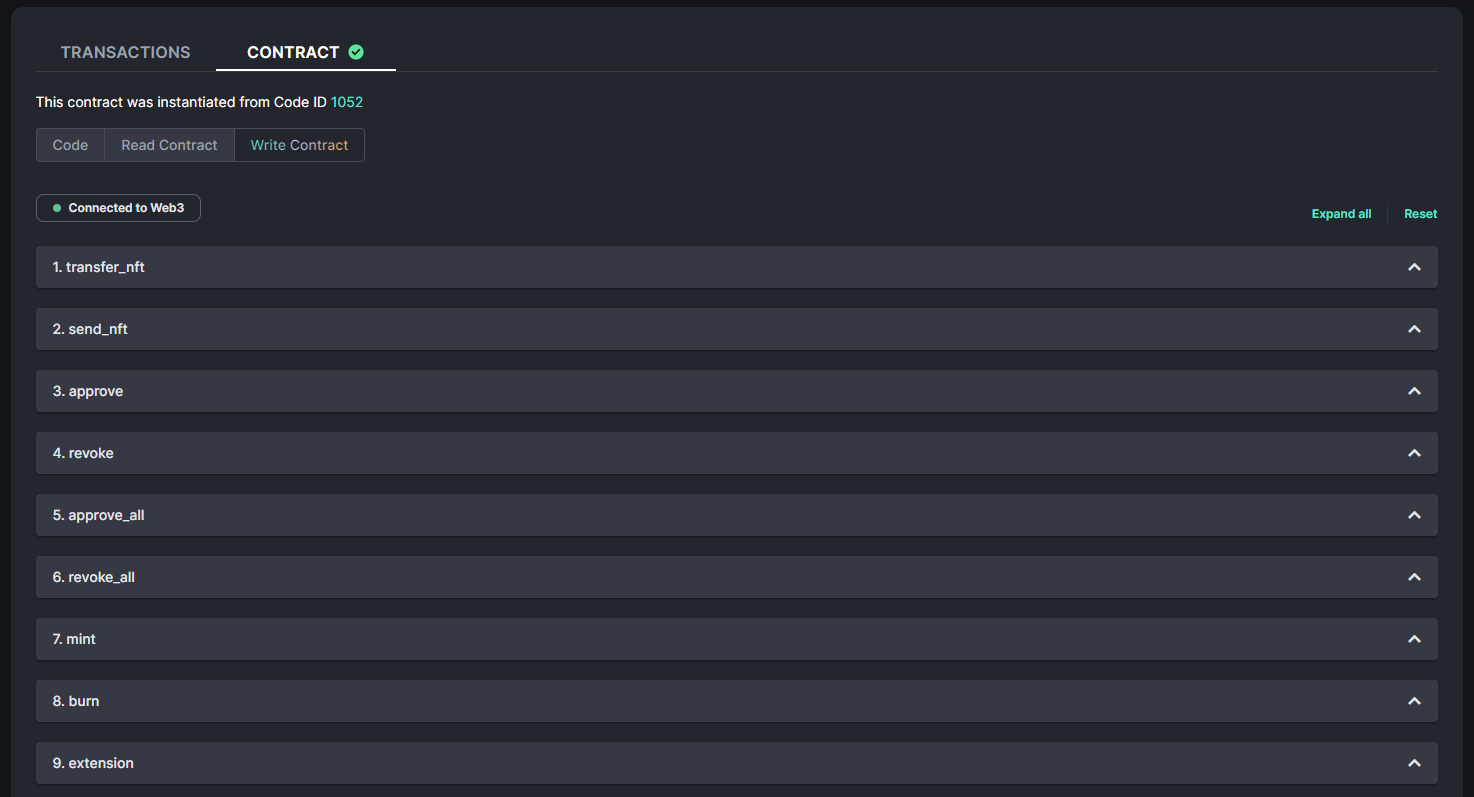 TRANSACTIONS CONTRACT
This contract was instantiated from Code ID 1052
Code Read Contract Write Contract
Connected to Web3
Expand all Reset
1. transfer_nft
2. send_nft
3. approve
4. revoke
5. approve_all
6. revoke_all
7. mint
8. burn
9. extension